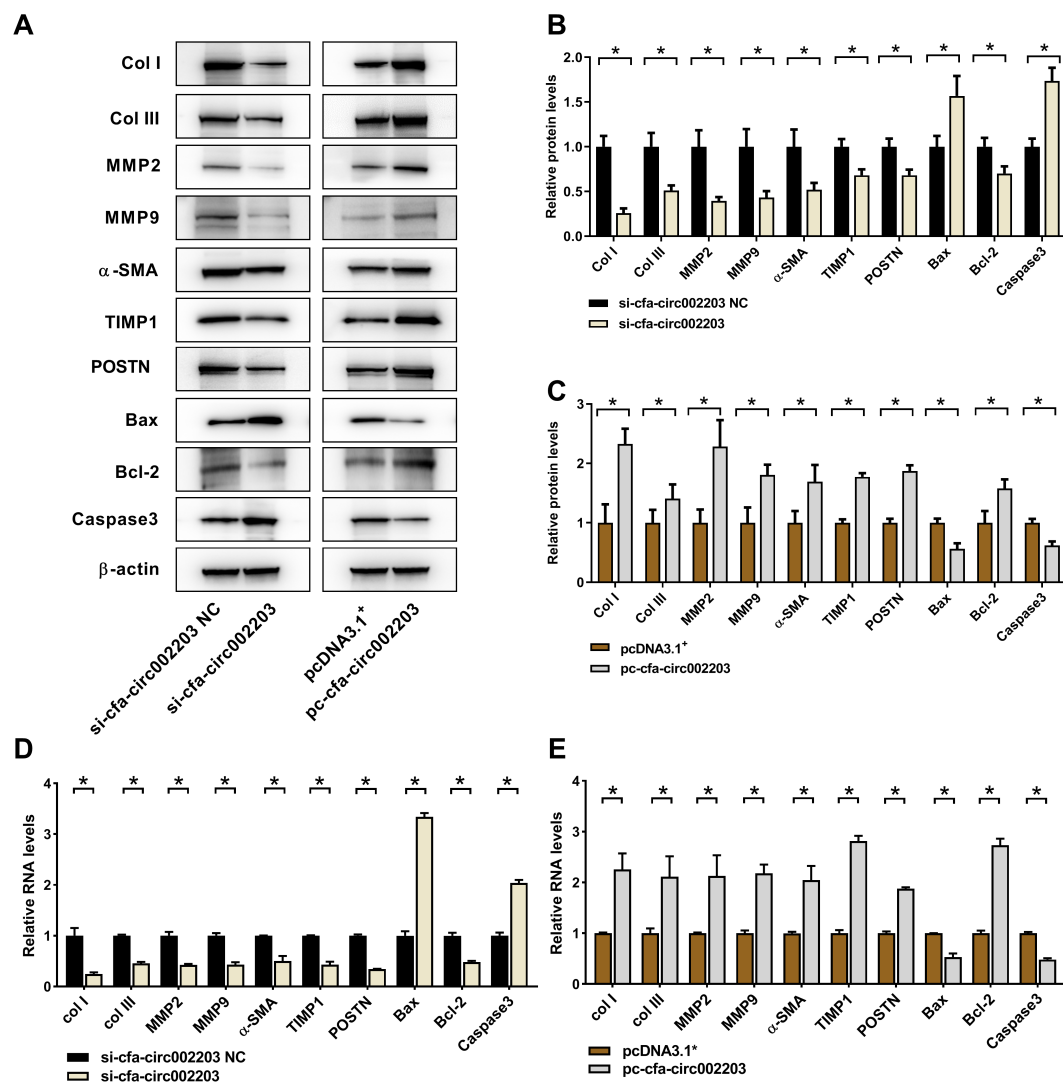 A
Col I
Col III
MMP2
MMP9
α-SMA
TIMP1
POSTN
Bax
Bcl-2
Caspase3
β-actin
si-cfa-circ002203 NC
si-cfa-circ002203
pcDNA3.1+
pc-cfa-circ002203
B
Relative protein levels
2.0
1.5
1.0
0.5
0.0
* * * * * * * * * *
Col I Col III MMP2 MMP9 α-SMA TIMP1 POSTN Bax Bcl-2 Caspase3
si-cfa-circ002203 NC
si-cfa-circ002203
C
Relative protein levels
3
2
1
0
* * * * * * * * * *
Col I Col III MMP2 MMP9 α-SMA TIMP1 POSTN Bax Bcl-2 Caspase3
pcDNA3.1+
pc-cfa-circ002203
D
Relative RNA levels
4
3
2
1
0
* * * * * * * * * *
col I col III MMP2 MMP9 α-SMA TIMP1 POSTN Bax Bcl-2 Caspase3
si-cfa-circ002203 NC
si-cfa-circ002203
E
Relative RNA levels
4
3
2
1
0
* * * * * * * * * *
col I col III MMP2 MMP9 α-SMA TIMP1 POSTN Bax Bcl-2 Caspase3
pcDNA3.1*
pc-cfa-circ002203